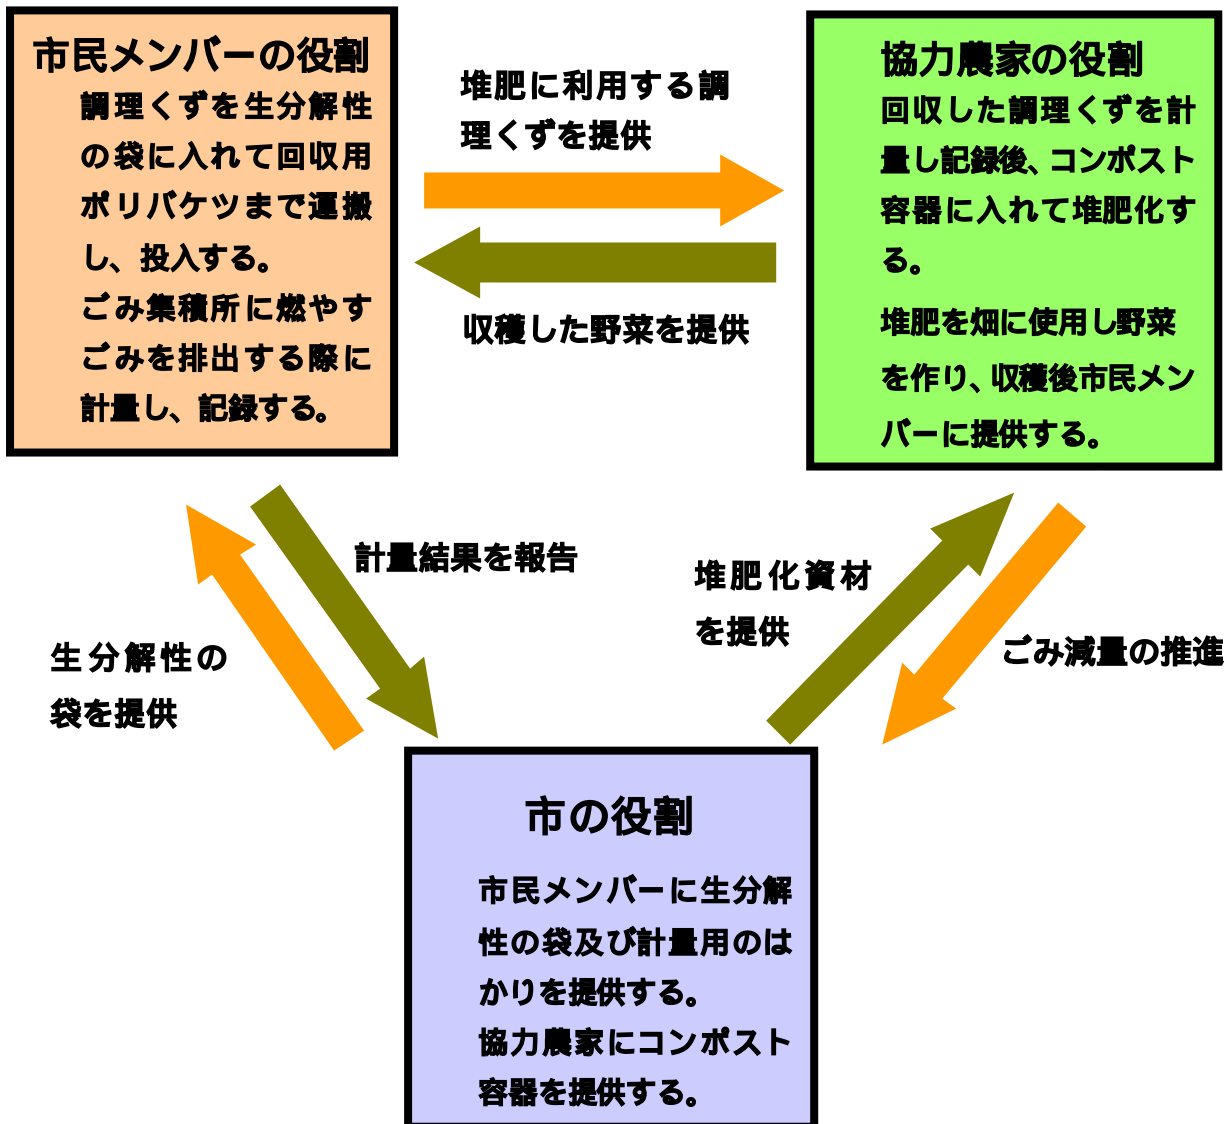 市民メンバーの役割
調理くずを生分解性
の袋に入れて回収用
ポリバケツまで運搬
し、投入する。
ごみ集積所に燃やす
ごみを排出する際に
計量し、記録する。
堆肥に利用する調
理くずを提供
収穫した野菜を提供
協力農家の役割
回収した調理くずを計
量し記録後、コンポスト
容器に入れて堆肥化す
る。
堆肥を畑に使用し野菜
を作り、収穫後市民メン
バーに提供する。
計量結果を報告
生分解性の
袋を提供
堆肥化資材
を提供
ごみ減量の推進
市の役割
市民メンバーに生分解
性の袋及び計量用のは
かりを提供する。
協力農家にコンポスト
容器を提供する。